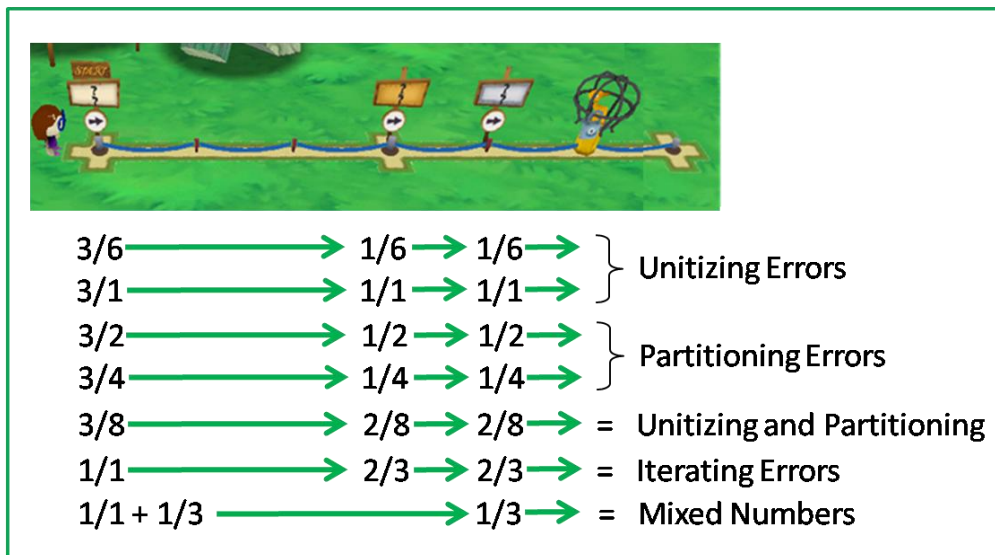 START
? ? ?
3/6 1/6 1/6
3/1 1/1 1/1
Unitizing Errors
3/2 1/2 1/2
3/4 1/4 1/4
Partitioning Errors
3/8 2/8 2/8 = Unitizing and Partitioning
1/1 2/3 2/3 = Iterating Errors
1/1 + 1/3 1/3 = Mixed Numbers